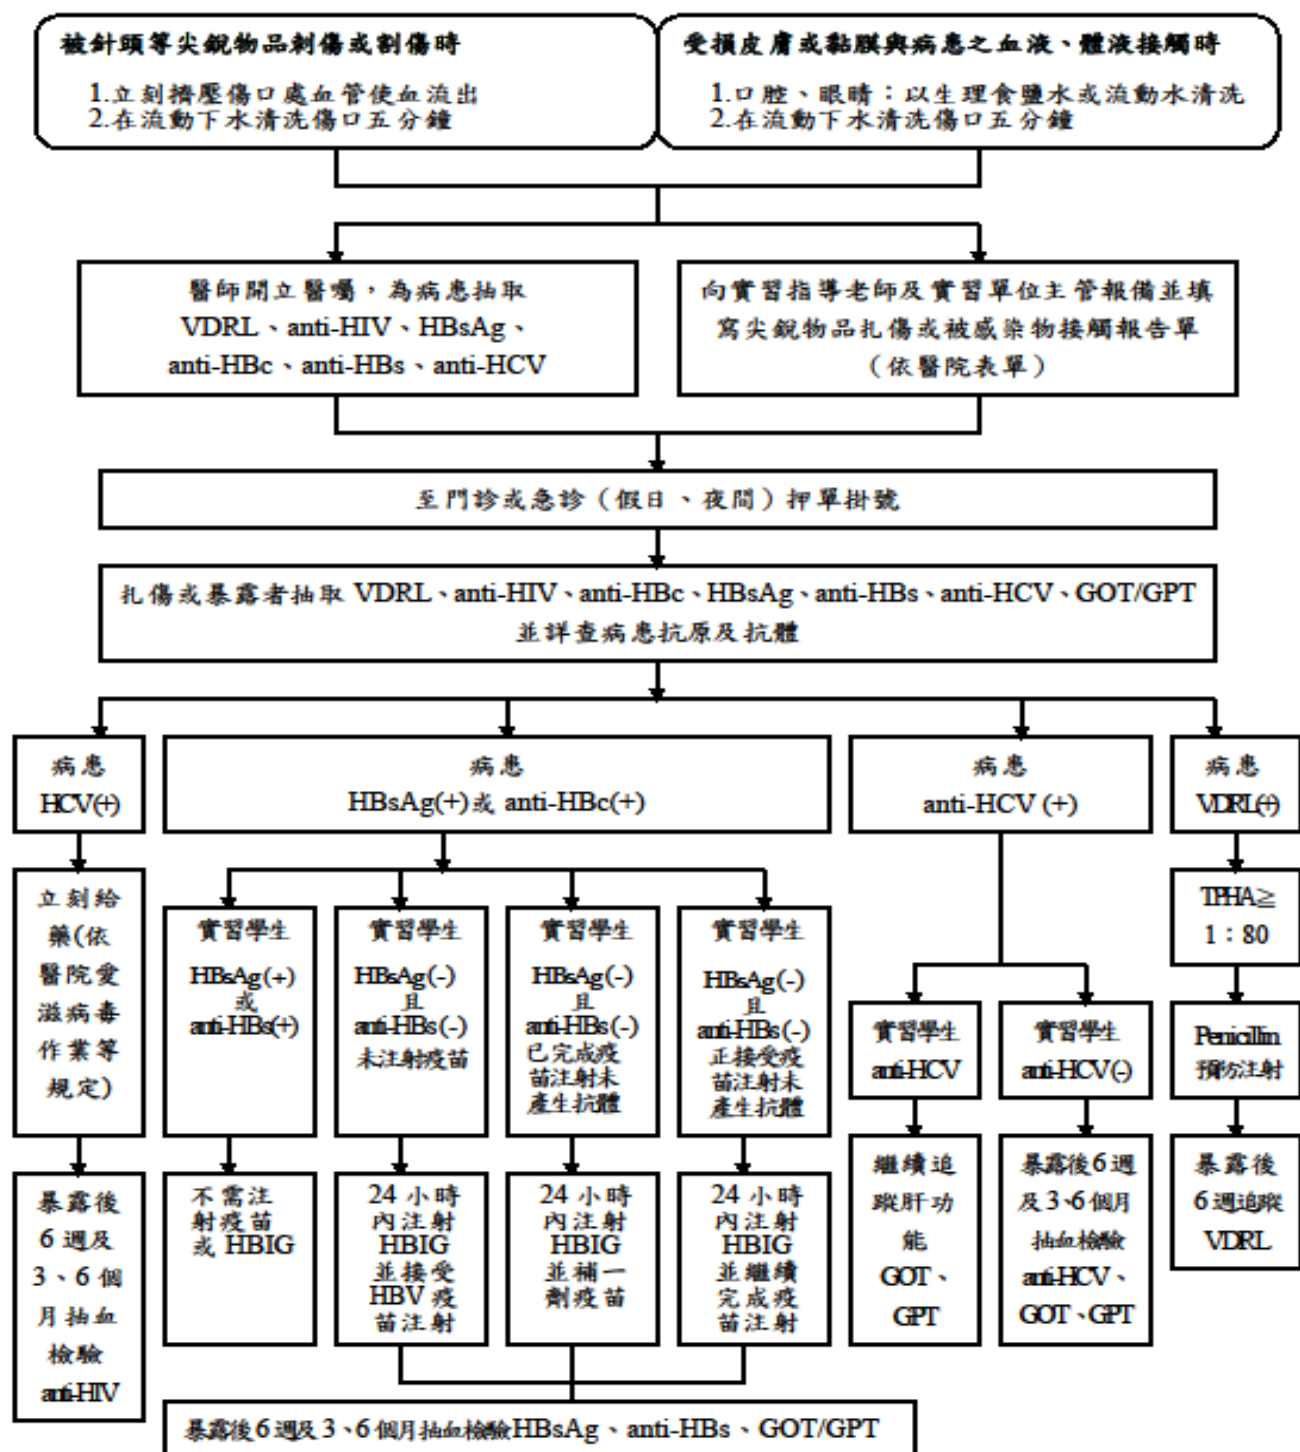 被針頭等尖銳物品刺傷或割傷時
1.立刻擠壓傷口處血管使血流出
2.在流動下水清洗傷口五分鐘
受損皮膚或黏膜與病患之血液、體液接觸時
1.口腔、眼睛：以生理食鹽水或流動水清洗
2.在流動下水清洗傷口五分鐘
醫師開立醫囑，為病患抽取
VDRL、anti-HIV、HBsAg、
anti-HBc、anti-HBs、anti-HCV
向實習指導老師及實習單位主管報備並填
寫尖銳物品扎傷或被感染物接觸報告單
（依醫院表單）
至門診或急診（假日、夜間）押單掛號
扎傷或暴露者抽取 VDRL、anti-HIV、anti-HBc、HBsAg、anti-HBs、anti-HCV、GOT/GPT
並詳查病患抗原及抗體
病患
HCV(+)
病患
HBsAg(+)或 anti-HBc(+)
病患
anti-HCV (+)
病患
VDRL(+)
立刻給
藥(依
醫院愛
滋病毒
作業等
規定)
實習學生
HBsAg(+)
或
anti-HBs(+)
實習學生
HBsAg(-)
且
anti-HBs(-)
未注射疫苗
實習學生
HBsAg(-)
且
anti-HBs(-)
已完成疫
苗注射未
產生抗體
實習學生
HBsAg(-)
且
anti-HBs(-)
正接受疫
苗注射未
產生抗體
實習學生
anti-HCV
實習學生
anti-HCV(-)
TPHA≧
1：80
Penicillin
預防注射
暴露後
6 週及
3、6 個
月抽血
檢驗
anti-HIV
不需注
射疫苗
或 HBIG
24 小時
內注射
HBIG
並接受
HBV 疫
苗注射
24 小時
內注射
HBIG
並補一
劑疫苗
24 小時
內注射
HBIG
並繼續
完成疫
苗注射
繼續追
蹤肝功
能
GOT、
GPT
暴露後 6 週
及 3、6 個月
抽血檢驗
anti-HCV、
GOT、GPT
暴露後
6 週追蹤
VDRL
暴露後 6 週及 3、6 個月抽血檢驗 HBsAg、anti-HBs、GOT/GPT